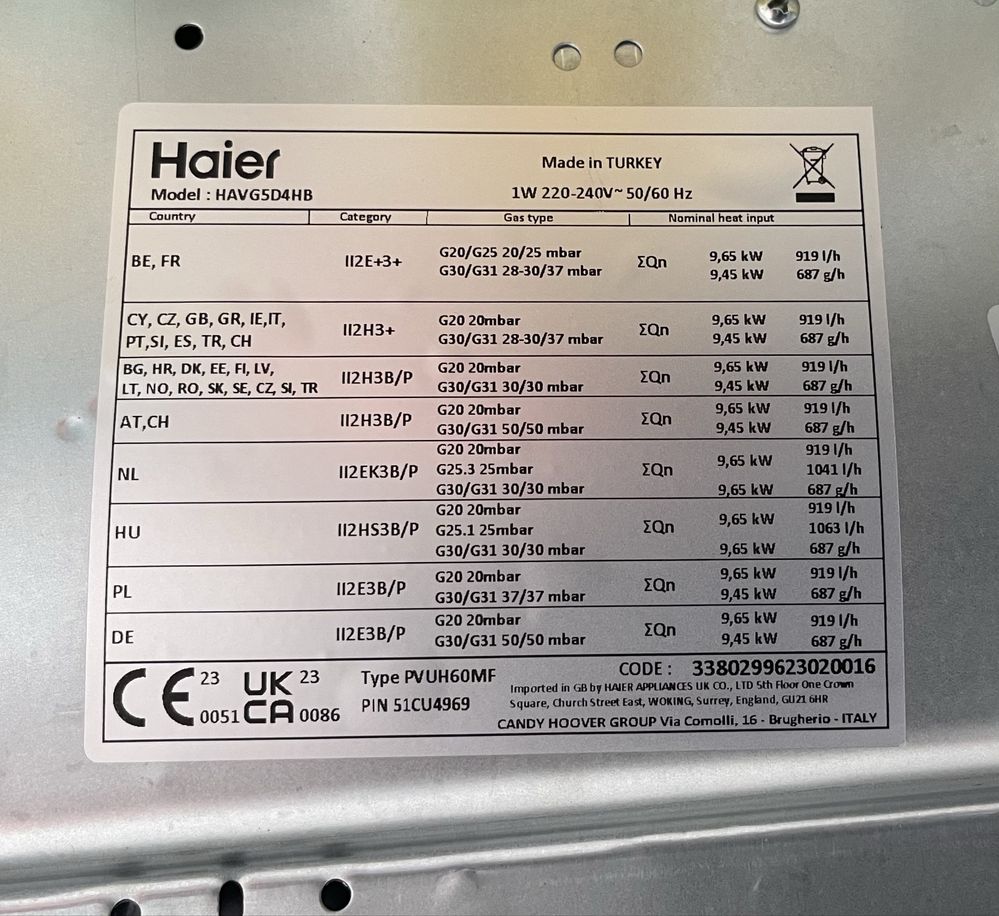 Haier
Made in TURKEY
Model : HAVG5D4HB
1W 220-240V~ 50/60 Hz
Country Category Gas type Nominal heat input
BE, FR II2E+3+ G20/G25 20/25 mbar ΣQn 9,65 kW 919 l/h
G30/G31 28-30/37 mbar 9,45 kW 687 g/h
CY, CZ, GB, GR, IE,IT, II2H3+ G20 20mbar ΣQn 9,65 kW 919 l/h
PT,SI, ES, TR, CH G30/G31 28-30/37 mbar 9,45 kW 687 g/h
BG, HR, DK, EE, FI, LV, II2H3B/P G20 20mbar ΣQn 9,65 kW 919 l/h
LT, NO, RO, SK, SE, CZ, SI, TR G30/G31 30/30 mbar 9,45 kW 687 g/h
AT,CH II2H3B/P G20 20mbar ΣQn 9,65 kW 919 l/h
G30/G31 50/50 mbar 9,45 kW 687 g/h
NL II2EK3B/P G20 20mbar ΣQn 9,65 kW 919 l/h
G25.3 25mbar 1041 l/h
G30/G31 30/30 mbar 9,65 kW 687 g/h
HU II2HS3B/P G20 20mbar ΣQn 9,65 kW 919 l/h
G25.1 25mbar 1063 l/h
G30/G31 30/30 mbar 9,65 kW 687 g/h
PL II2E3B/P G20 20mbar ΣQn 9,65 kW 919 l/h
G30/G31 37/37 mbar 9,45 kW 687 g/h
DE II2E3B/P G20 20mbar ΣQn 9,65 kW 919 l/h
G30/G31 50/50 mbar 9,45 kW 687 g/h
CE 23 0051 UK CA 23 0086
Type PVUH60MF
PIN 51CU4969
CODE : 3380299623020016
Imported in GB by HAIER APPLIANCES UK CO., LTD 5th Floor One Crown
Square, Church Street East, WOKING, Surrey, England, GU21 6HR
CANDY HOOVER GROUP Via Comolli, 16 - Brugherio - ITALY